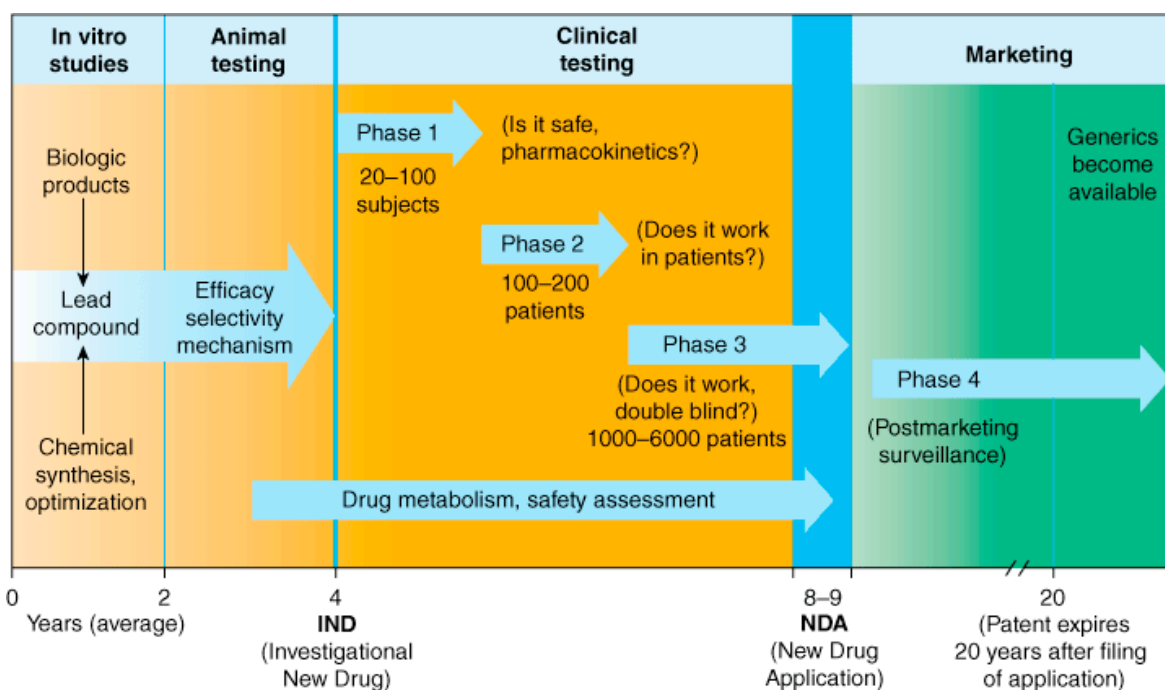 In vitro
studies
Animal
testing
Clinical
testing
Marketing
Biologic
products
Lead
compound
Chemical
synthesis,
optimization
Efficacy
selectivity
mechanism
Phase 1
(Is it safe,
pharmacokinetics?)
20–100
subjects
Phase 2
(Does it work
in patients?)
100–200
patients
Phase 3
(Does it work,
double blind?)
1000–6000 patients
Drug metabolism, safety assessment
Phase 4
(Postmarketing
surveillance)
Generics
become
available
0
2
4
8–9
20
Years (average)
IND
(Investigational
New Drug)
NDA
(New Drug
Application)
(Patent expires
20 years after filing
of application)